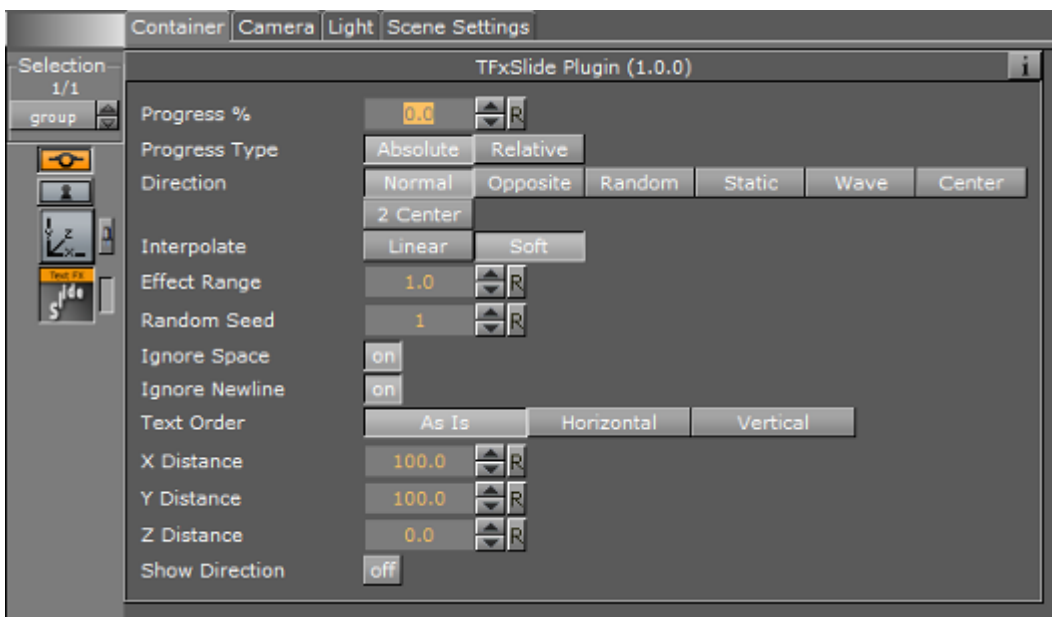 Container Camera Light Scene Settings
Selection
1/1
group
TFxSlide Plugin (1.0.0) i
Progress % 0.0 R
Progress Type Absolute Relative
Direction Normal Opposite Random Static Wave Center
2 Center
Interpolate Linear Soft
Effect Range 1.0 R
Random Seed 1 R
Ignore Space on
Ignore Newline on
Text Order As Is Horizontal Vertical
X Distance 100.0 R
Y Distance 100.0 R
Z Distance 0.0 R
Show Direction off
z
x
Text FX
Slide